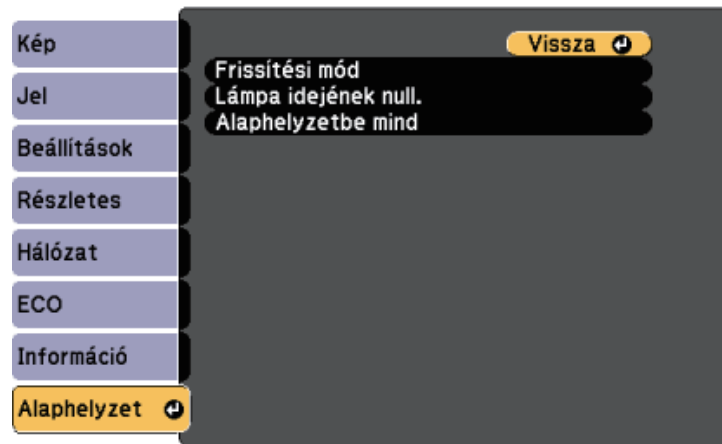 Kép
Jel
Beállítások
Részletes
Hálózat
ECO
Információ
Alaphelyzet
Vissza
Frissítési mód
Lámpa idejének null.
Alaphelyzetbe mind